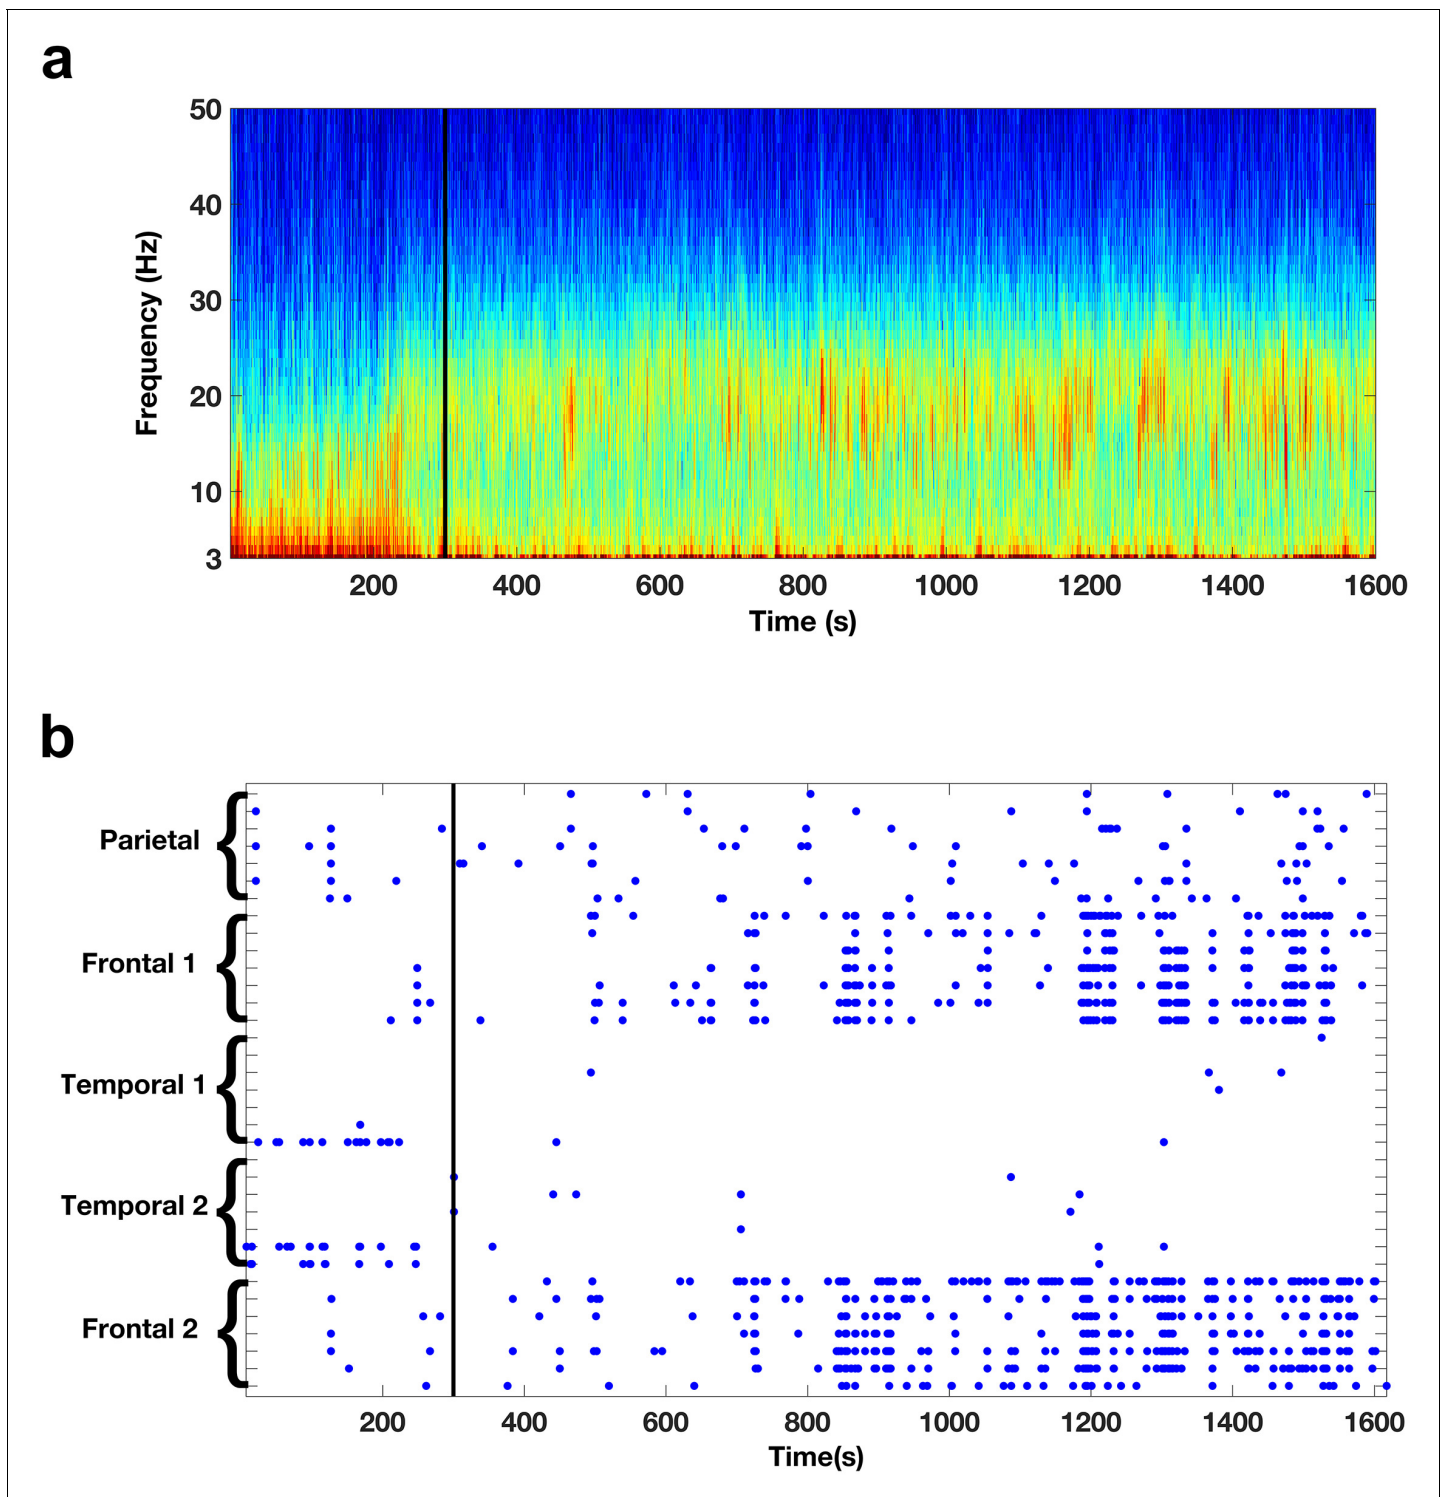 a
50
40
30
20
10
3
Frequency (Hz)
200 400 600 800 1000 1200 1400 1600
Time (s)
b
Parietal
Frontal 1
Temporal 1
Temporal 2
Frontal 2
200 400 600 800 1000 1200 1400 1600
Time(s)